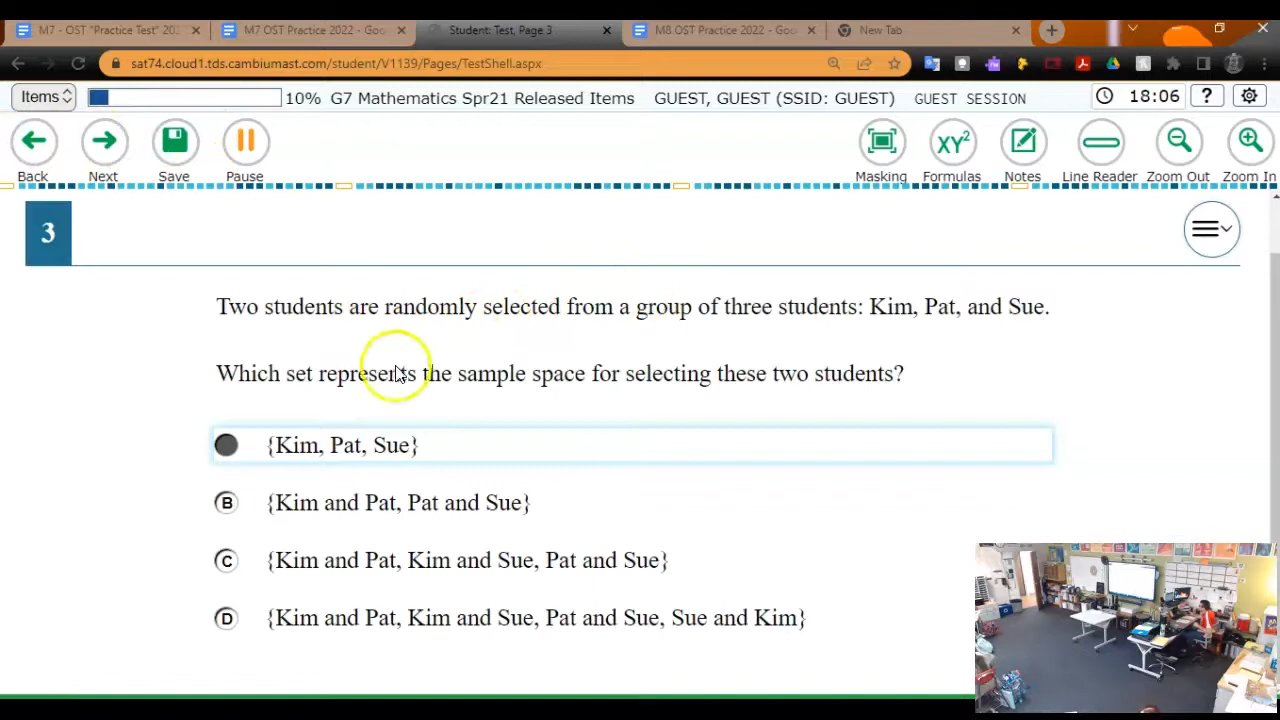 M7 - OST "Practice Test" 202
M7 OST Practice 2022 - Goo
Student: Test, Page 3
M8 OST Practice 2022 - Goo
New Tab
sat74.cloud1.tds.cambiumast.com/student/V1139/Pages/TestShell.aspx
Items 10% G7 Mathematics Spr21 Released Items GUEST, GUEST (SSID: GUEST) GUEST SESSION 18:06 ?
XY²
Back Next Save Pause Masking Formulas Notes Line Reader Zoom Out Zoom In
3
Two students are randomly selected from a group of three students: Kim, Pat, and Sue.
Which set represents the sample space for selecting these two students?
{Kim, Pat, Sue}
B {Kim and Pat, Pat and Sue}
C {Kim and Pat, Kim and Sue, Pat and Sue}
D {Kim and Pat, Kim and Sue, Pat and Sue, Sue and Kim}